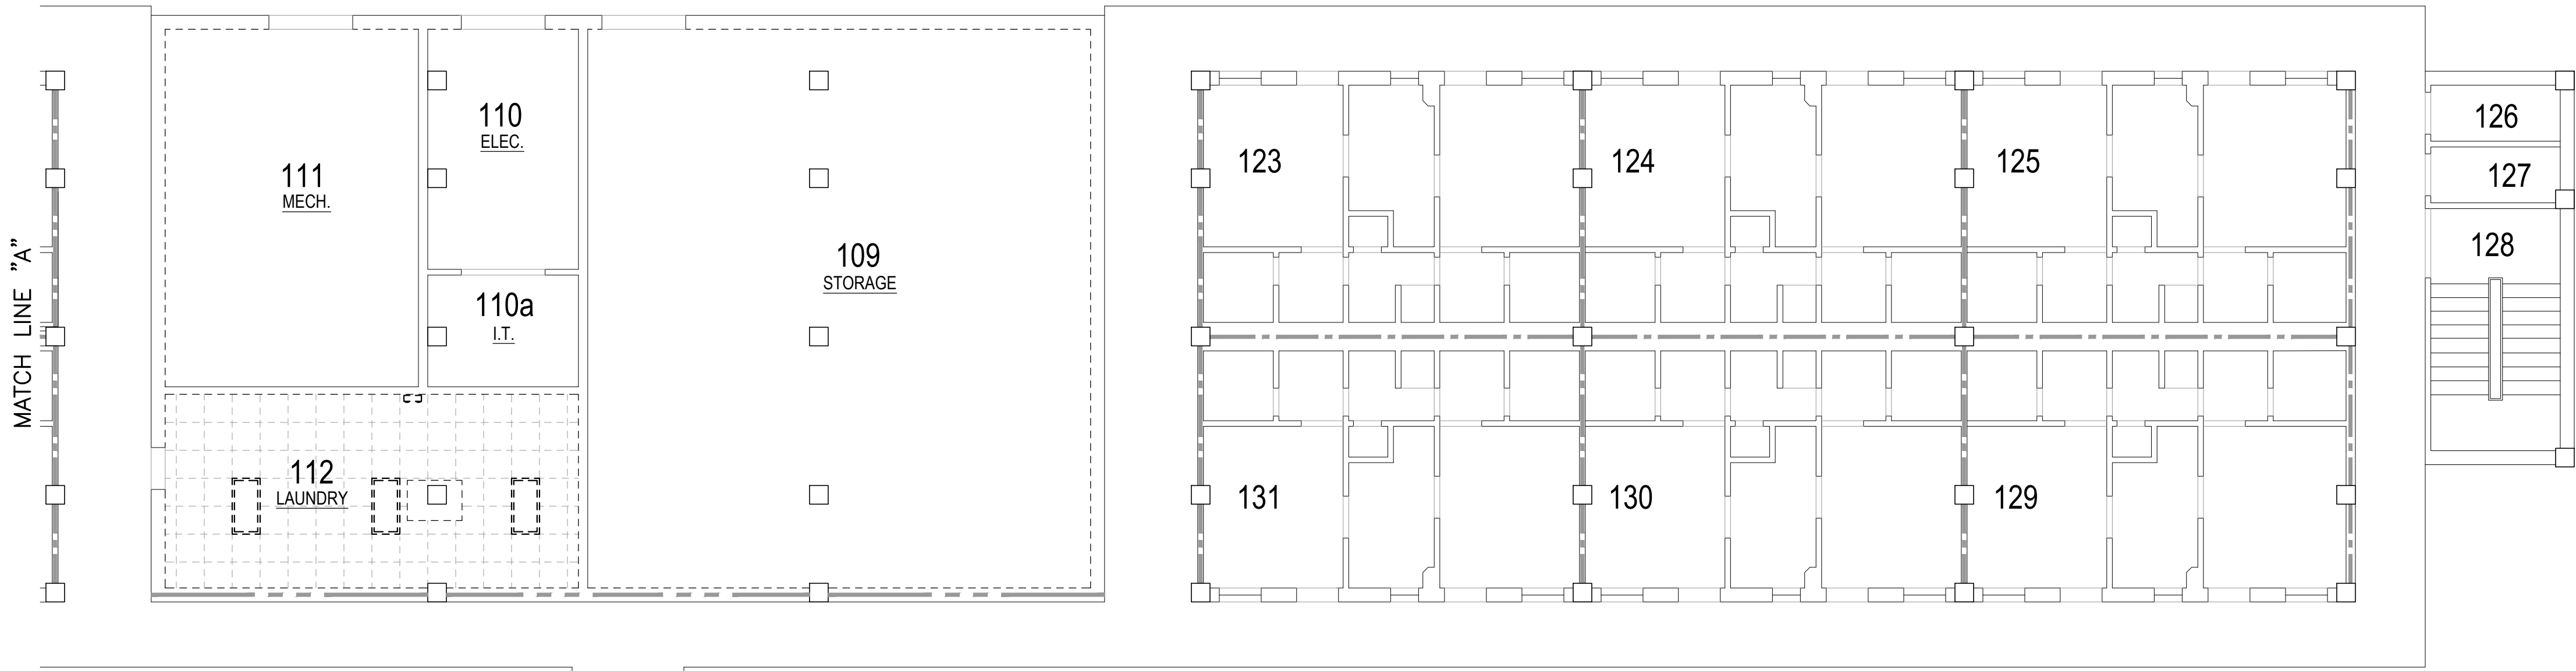 MATCH LINE "A"
111
MECH.
110
ELEC.
110a
I.T.
109
STORAGE
112
LAUNDRY
123
124
125
126
127
128
131
130
129